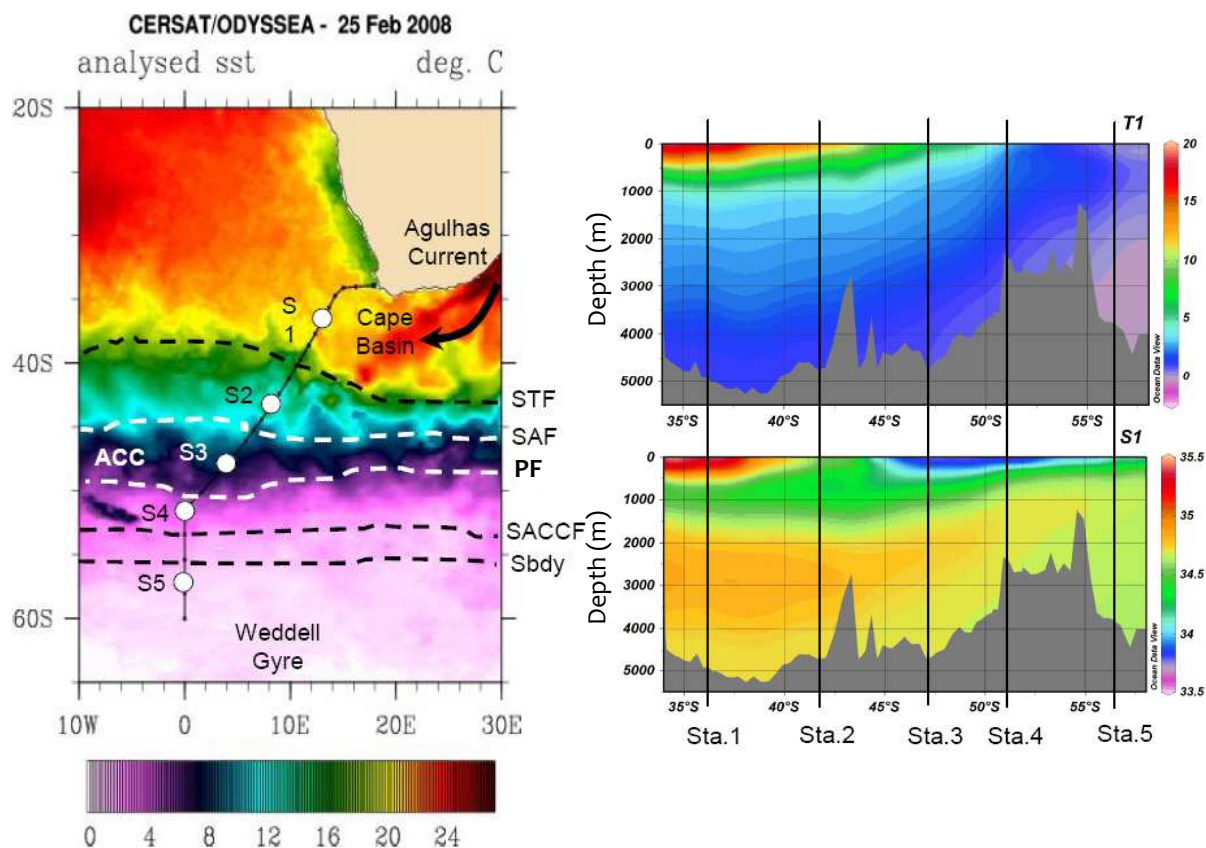 CERSAT/ODYSSEA - 25 Feb 2008
analysed sst deg. C
20S
40S
60S
10W 0 10E 20E 30E
Agulhas
Current
Cape
Basin
S
1
S2
S3
S4
S5
ACC
STF
SAF
PF
SACCF
Sbdy
Weddell
Gyre
0 4 8 12 16 20 24
T1
Depth (m)
0
1000
2000
3000
4000
5000
35°S 40°S 45°S 50°S 55°S
20
15
10
5
0
Ocean Data View
S1
Depth (m)
0
1000
2000
3000
4000
5000
35°S 40°S 45°S 50°S 55°S
35.5
35
34.5
34
33.5
Ocean Data View
Sta.1 Sta.2 Sta.3 Sta.4 Sta.5